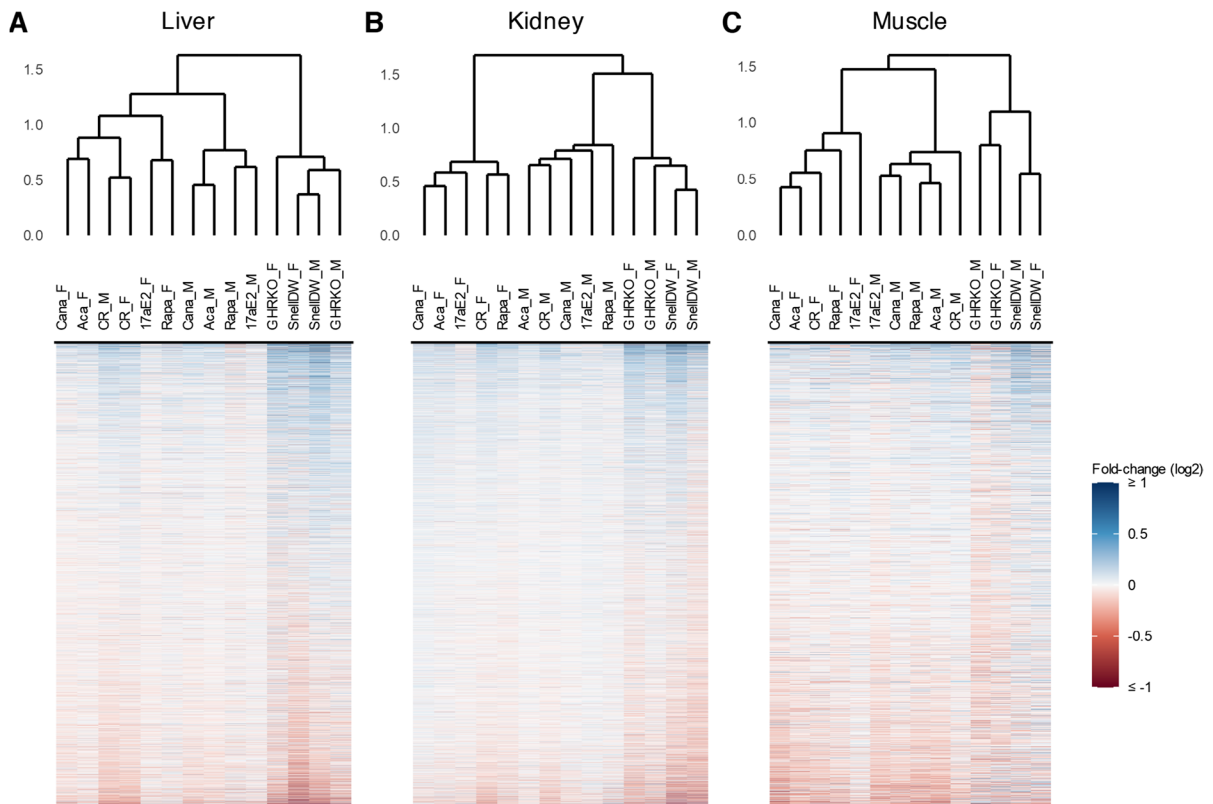 A
Liver
B
Kidney
C
Muscle
1.5
1.0
0.5
0.0
1.5
1.0
0.5
0.0
1.5
1.0
0.5
0.0
Cana_F
Aca_F
CR_M
CR_F
17aE2_F
Rapa_F
Cana_M
Aca_M
Rapa_M
17aE2_M
GHRKO_F
SnellDW_F
SnellDW_M
GHRKO_M
Cana_F
Aca_F
17aE2_F
CR_F
Rapa_F
Aca_M
CR_M
Cana_M
17aE2_M
Rapa_M
GHRKO_F
GHRKO_M
SnellDW_F
SnellDW_M
Cana_F
Aca_F
CR_F
Rapa_F
17aE2_F
17aE2_M
Cana_M
Rapa_M
Aca_M
CR_M
GHRKO_M
GHRKO_F
SnellDW_M
SnellDW_F
Fold-change (log2)
≥ 1
0.5
0
-0.5
≤ -1